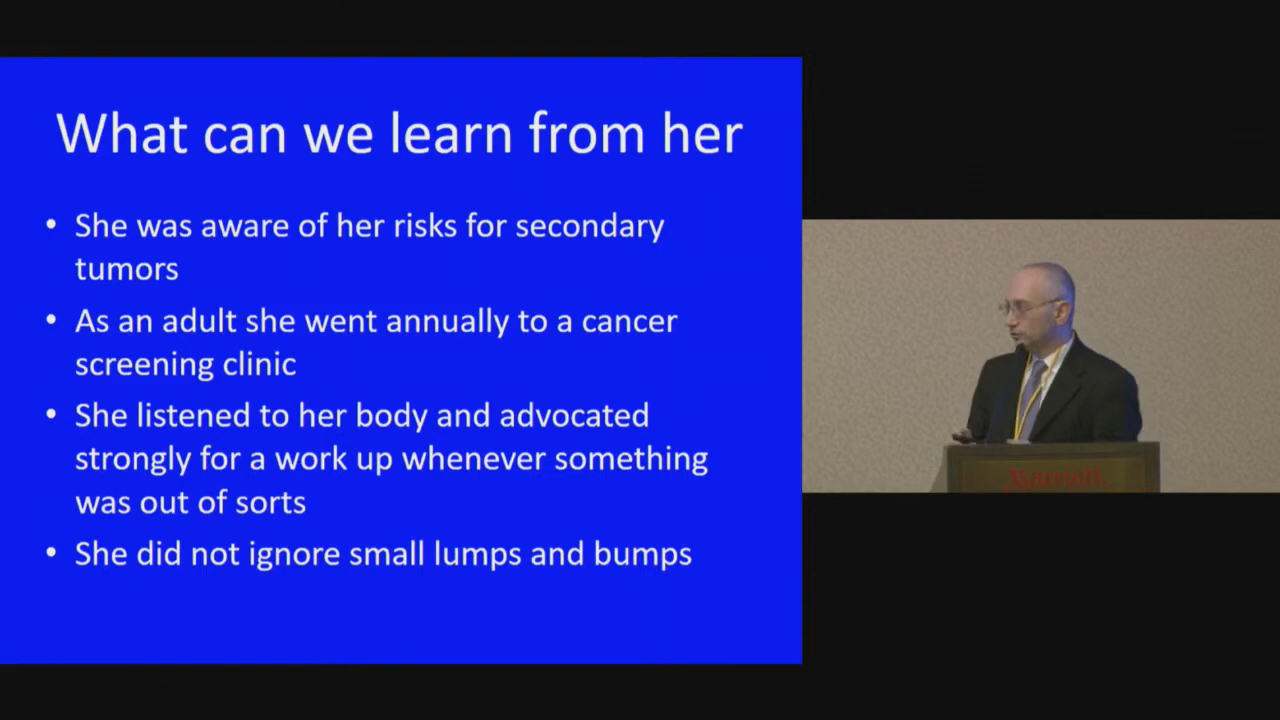 What can we learn from her
• She was aware of her risks for secondary
tumors
• As an adult she went annually to a cancer
screening clinic
• She listened to her body and advocated
strongly for a work up whenever something
was out of sorts
• She did not ignore small lumps and bumps
Marriott